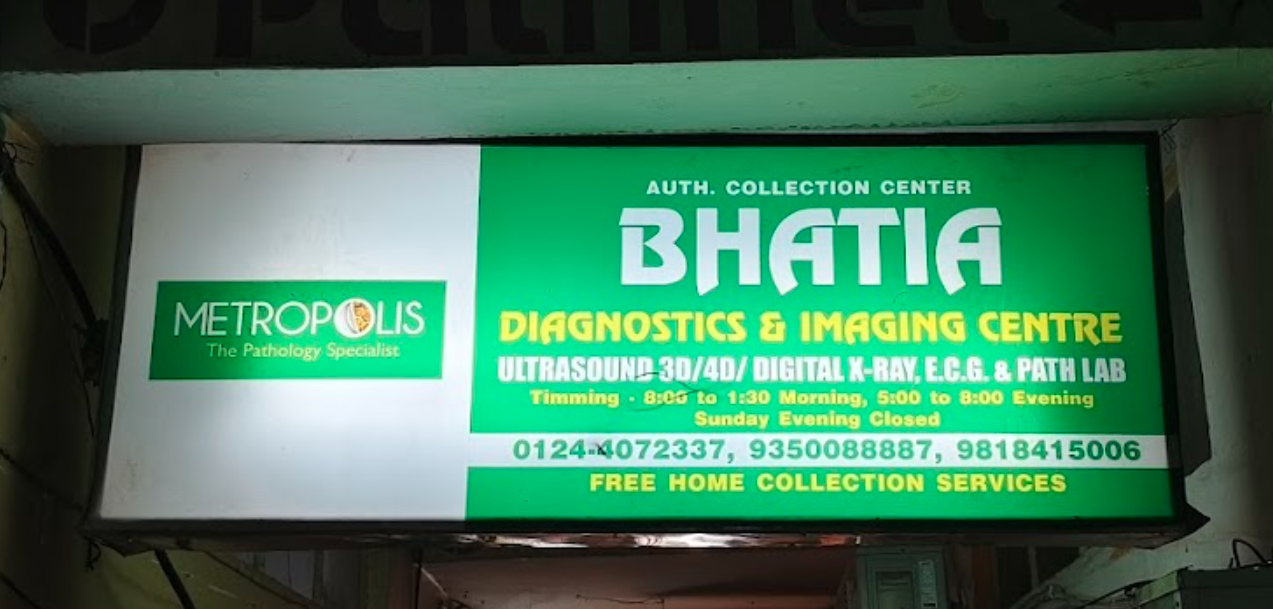 METROPOLIS
The Pathology Specialist
AUTH. COLLECTION CENTER
BHATIA
DIAGNOSTICS & IMAGING CENTRE
ULTRASOUND 3D/4D/ DIGITAL X-RAY, E.C.G. & PATH LAB
Timming - 8:00 to 1:30 Morning, 5:00 to 8:00 Evening
Sunday Evening Closed
0124-4072337, 9350088887, 9818415006
FREE HOME COLLECTION SERVICES